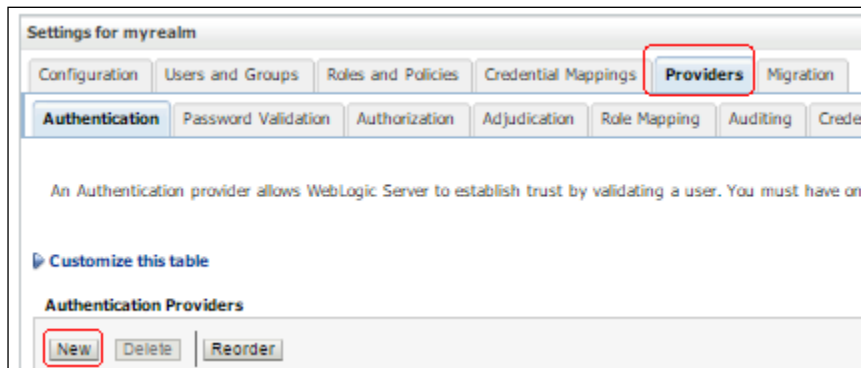 Settings for myrealm
Configuration Users and Groups Roles and Policies Credential Mappings Providers Migration
Authentication Password Validation Authorization Adjudication Role Mapping Auditing Crede
An Authentication provider allows WebLogic Server to establish trust by validating a user. You must have on
Customize this table
Authentication Providers
New Delete Reorder